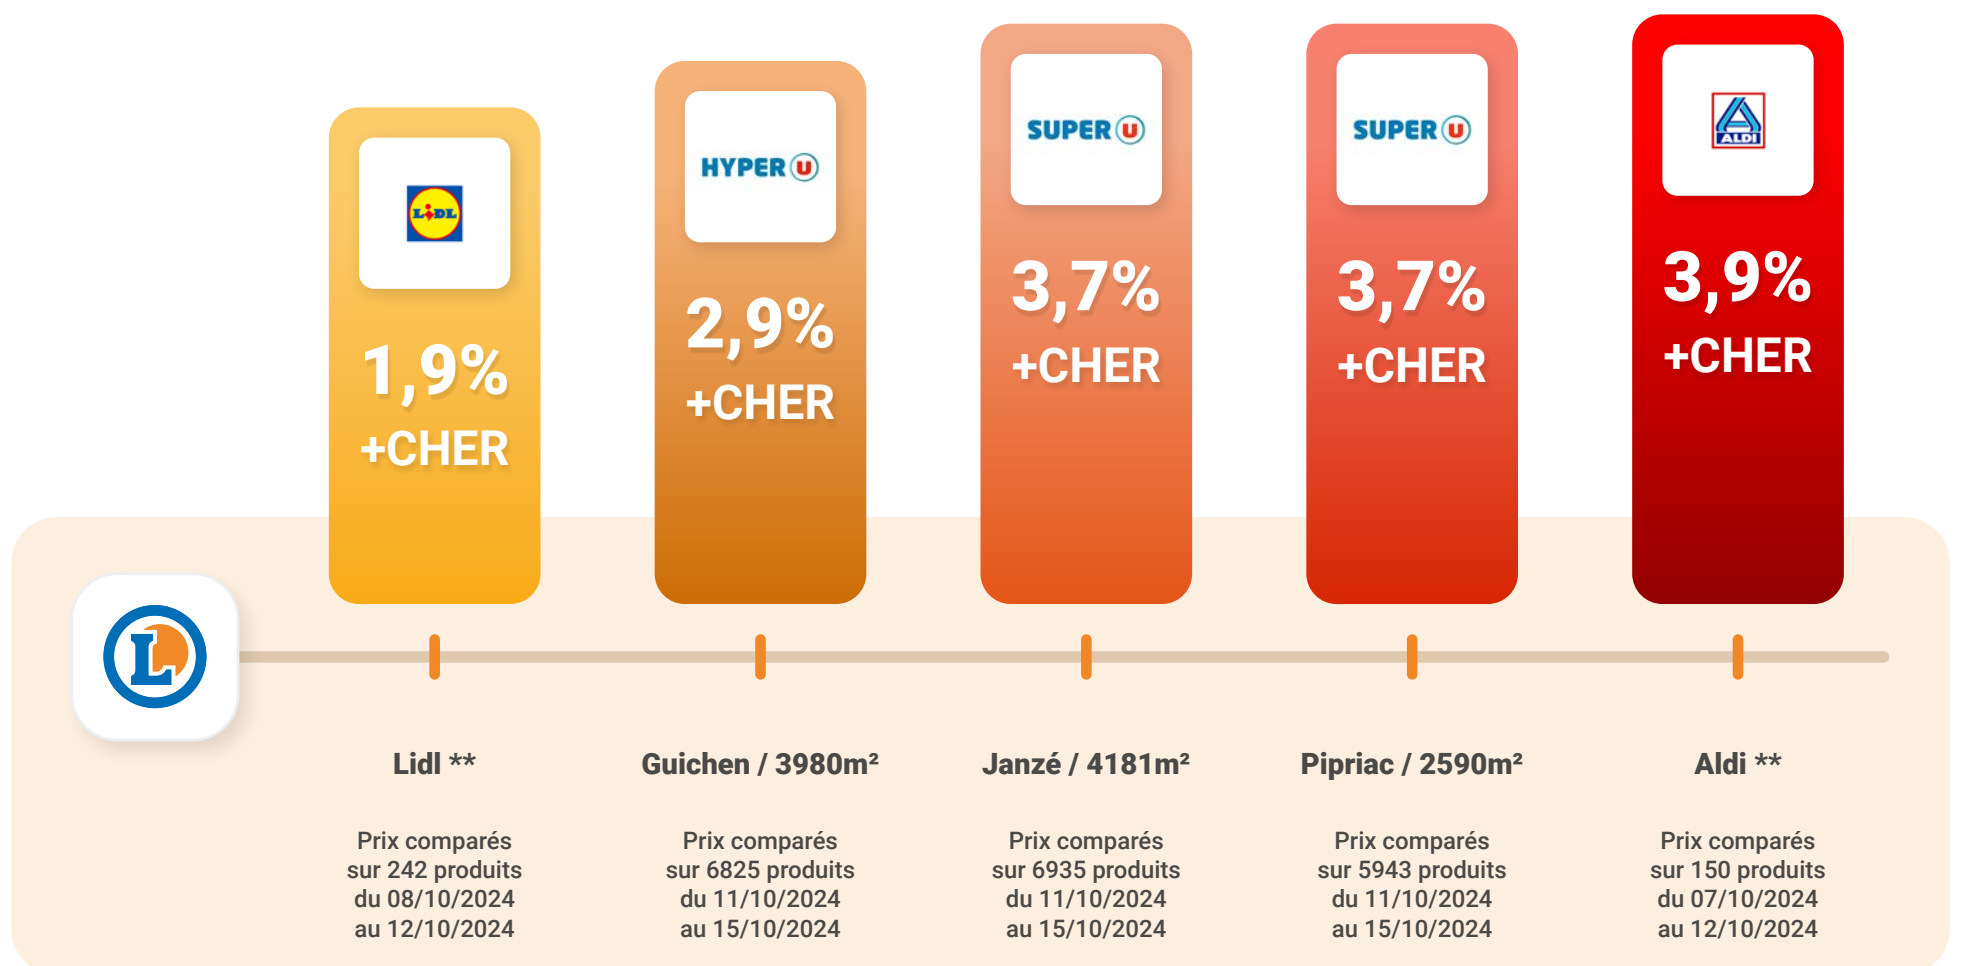 LIDL
1,9%
+CHER
HYPER U
2,9%
+CHER
SUPER U
3,7%
+CHER
SUPER U
3,7%
+CHER
ALDI
3,9%
+CHER
L
Lidl **
Prix comparés
sur 242 produits
du 08/10/2024
au 12/10/2024
Guichen / 3980m²
Prix comparés
sur 6825 produits
du 11/10/2024
au 15/10/2024
Janzé / 4181m²
Prix comparés
sur 6935 produits
du 11/10/2024
au 15/10/2024
Pipriac / 2590m²
Prix comparés
sur 5943 produits
du 11/10/2024
au 15/10/2024
Aldi **
Prix comparés
sur 150 produits
du 07/10/2024
au 12/10/2024